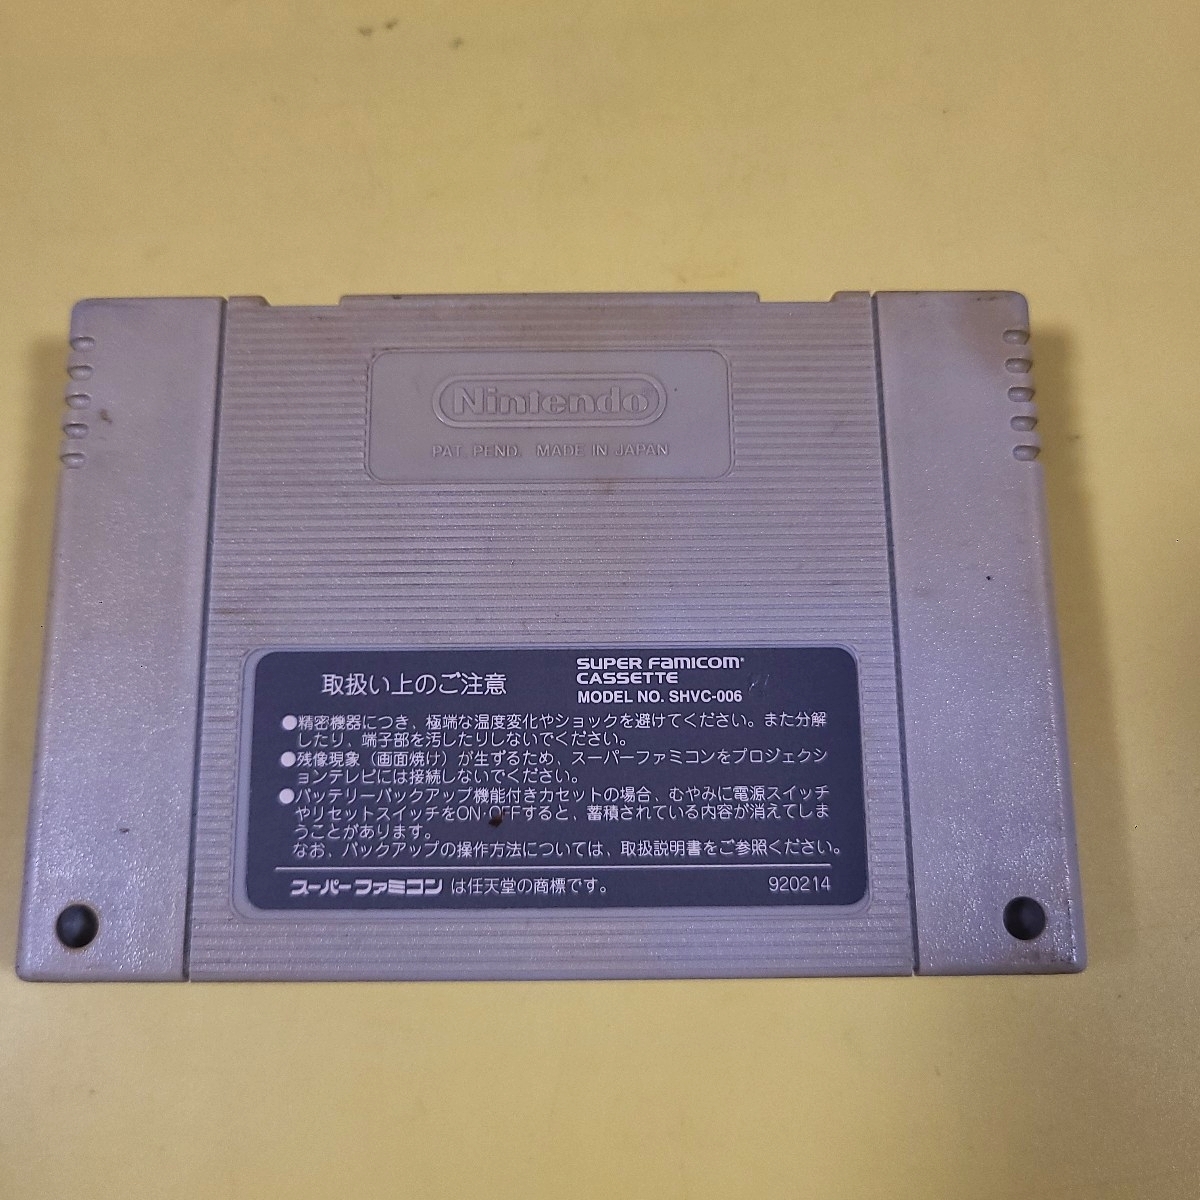 Nintendo
PAT. PEND. MADE IN JAPAN
取扱い上のご注意
SUPER FAMICOM
CASSETTE
MODEL NO. SHVC-006
●精密機器につき、極端な温度変化やショックを避けてください。また分解
したり、端子部を汚したりしないでください。
●残像現象（画面焼け）が生ずるため、スーパーファミコンをプロジェクシ
ョンテレビには接続しないでください。
●バッテリーバックアップ機能付きカセットの場合、むやみに電源スイッチ
やリセットスイッチをON・OFFすると、蓄積されている内容が消えてしま
うことがあります。
なお、バックアップの操作方法については、取扱説明書をご参照ください。
スーパーファミコン は任天堂の商標です。 920214